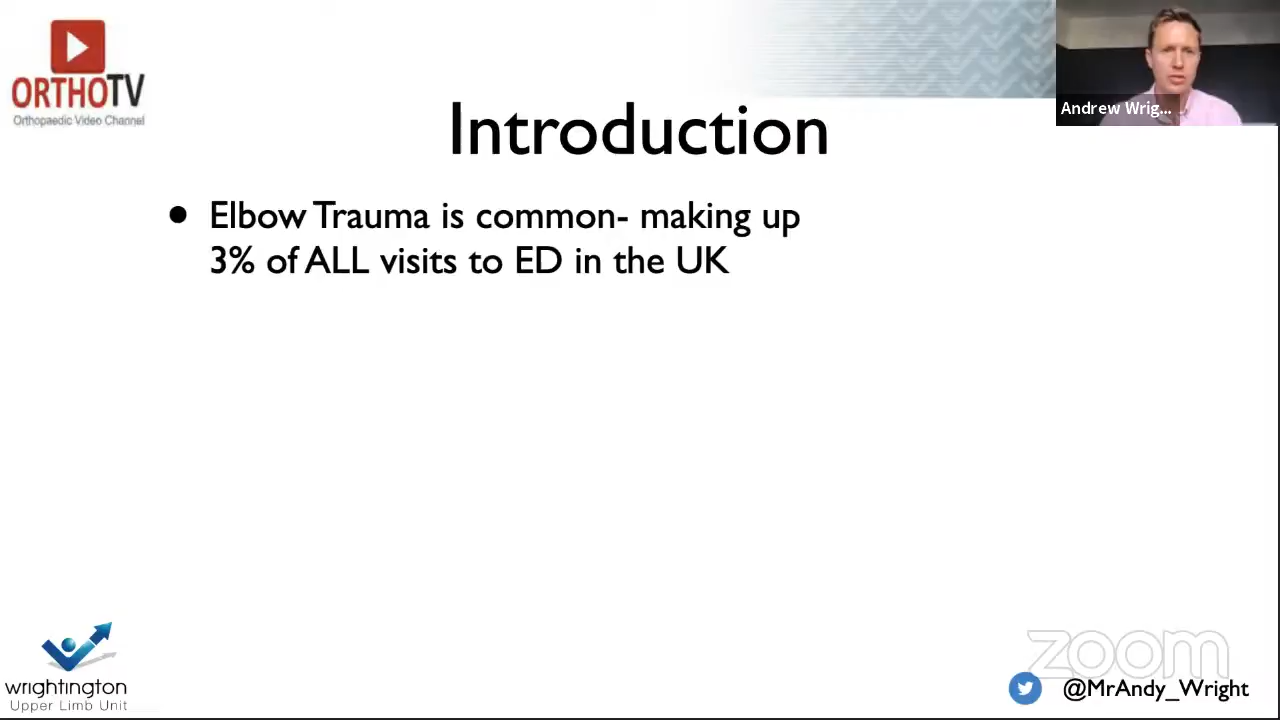 ORTHOTV
Orthopaedic Video Channel
Andrew Wrig...
Introduction
• Elbow Trauma is common- making up
3% of ALL visits to ED in the UK
wrightington
Upper Limb Unit
zoom
@MrAndy_Wright